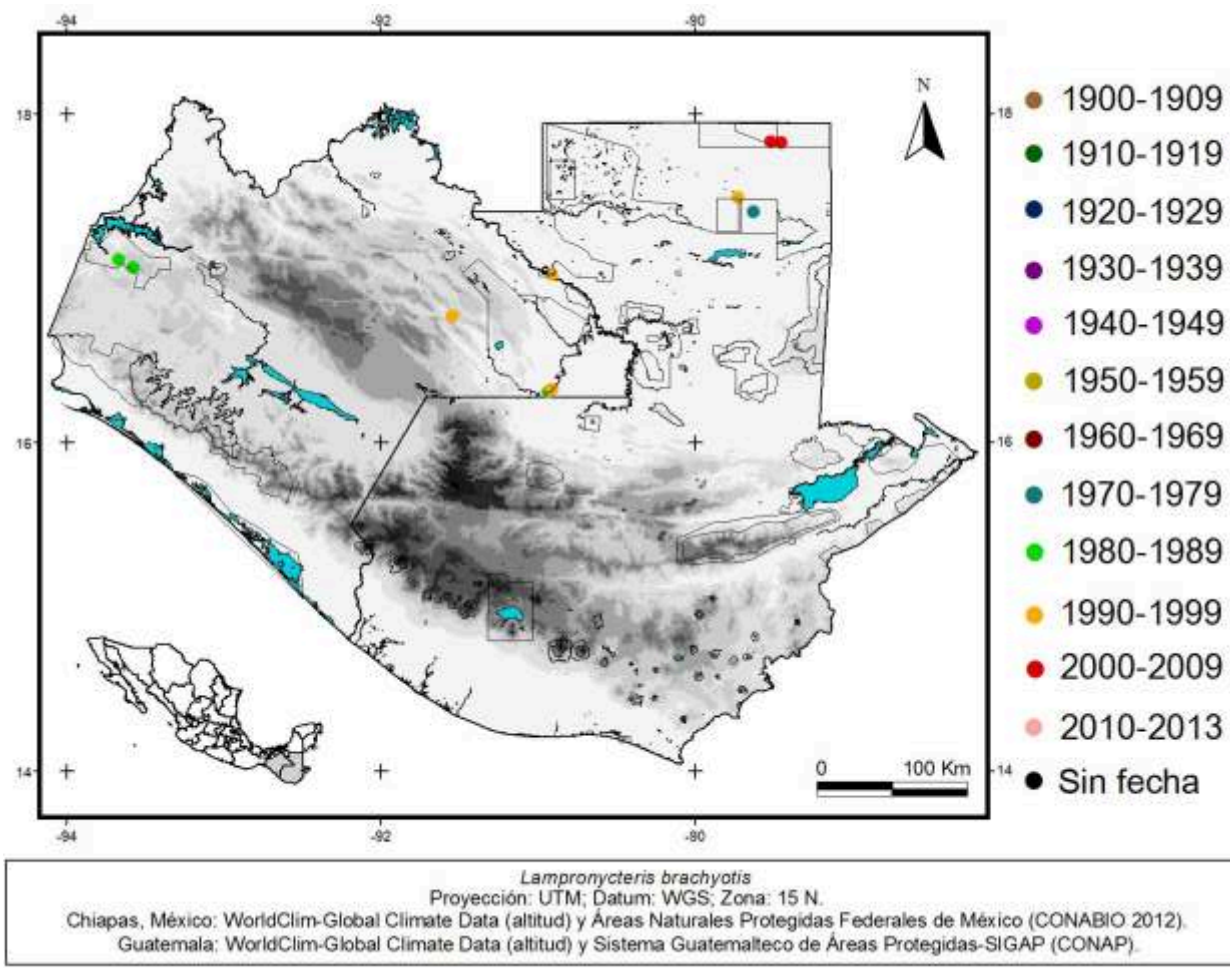 -94 -92 -90
N
18 18
16 16
14 14
0 100 Km
-94 -92 -90
1900-1909
1910-1919
1920-1929
1930-1939
1940-1949
1950-1959
1960-1969
1970-1979
1980-1989
1990-1999
2000-2009
2010-2013
Sin fecha
Lampronycteris brachyotis
Proyección: UTM; Datum: WGS; Zona: 15 N.
Chiapas, México: WorldClim-Global Climate Data (altitud) y Áreas Naturales Protegidas Federales de México (CONABIO 2012).
Guatemala: WorldClim-Global Climate Data (altitud) y Sistema Guatemalteco de Áreas Protegidas-SIGAP (CONAP).